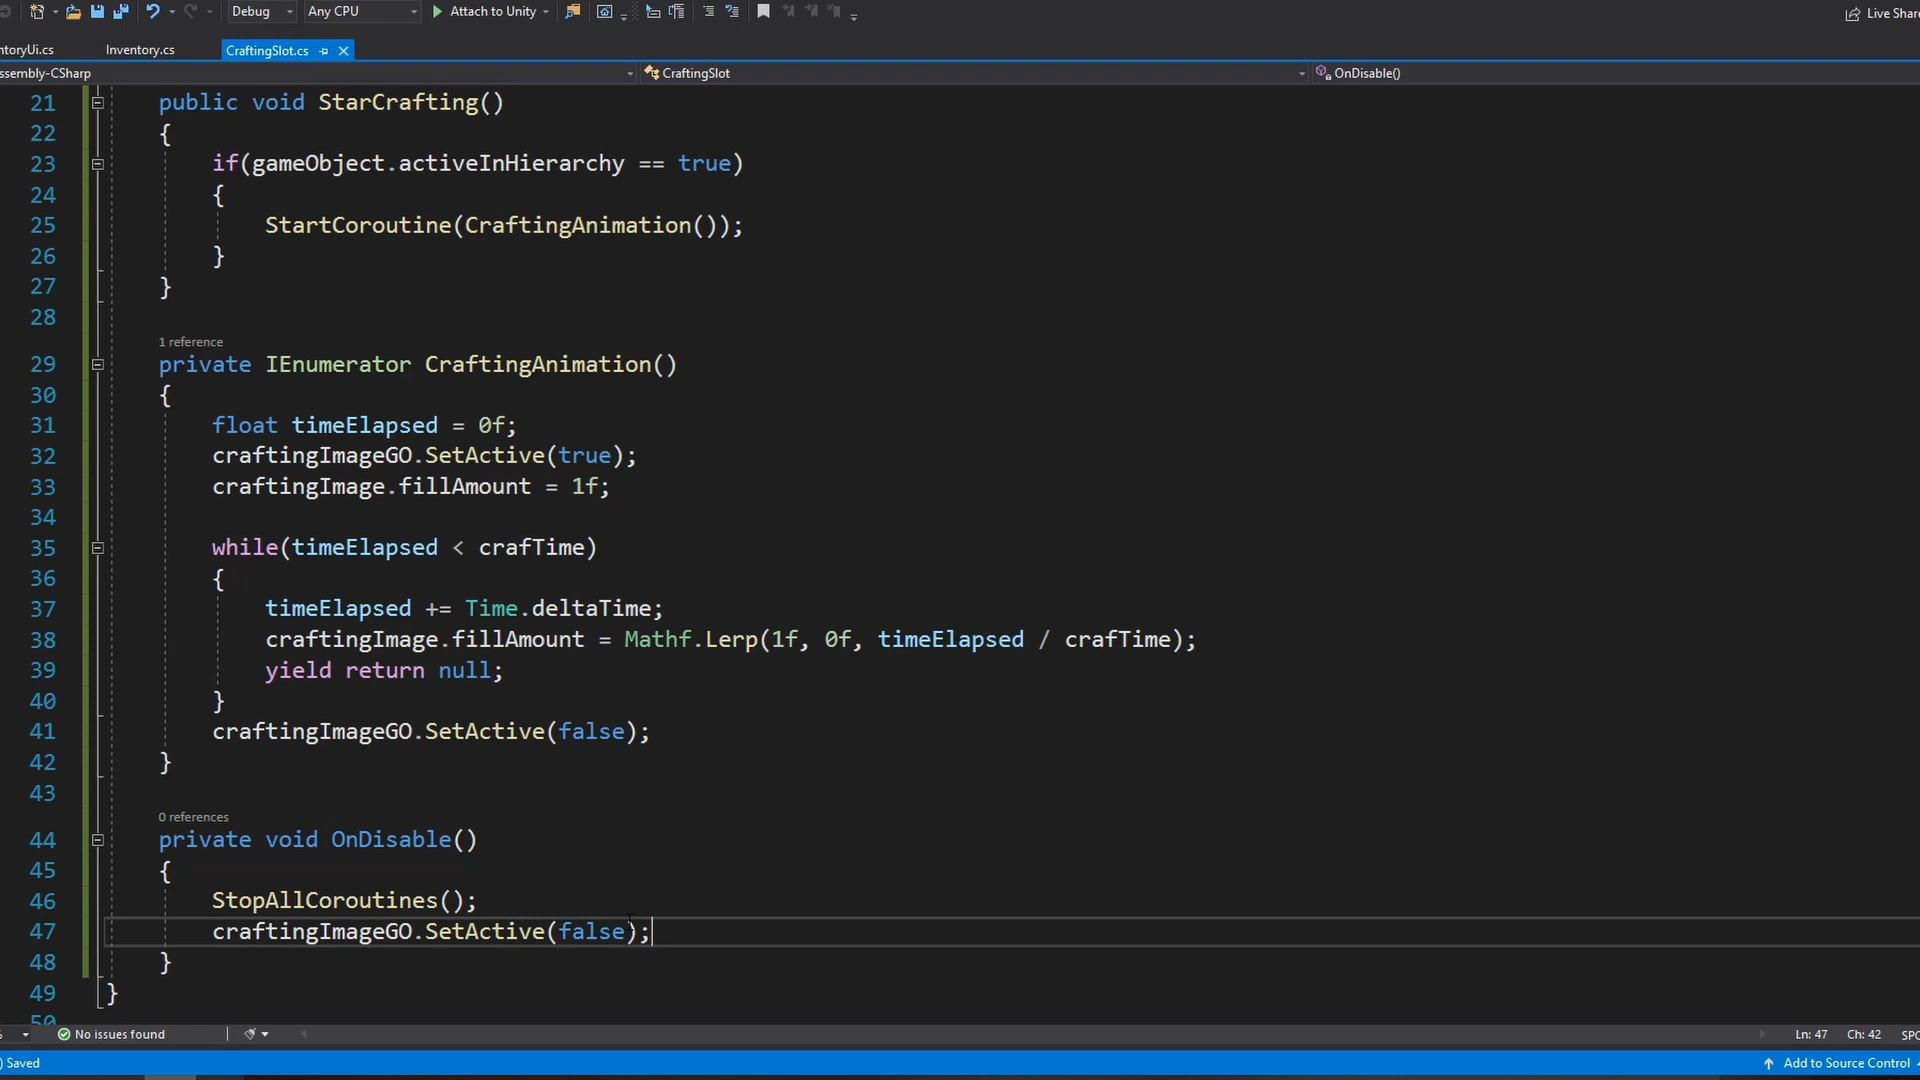 Debug Any CPU Attach to Unity Live Share
ntoryUi.cs Inventory.cs CraftingSlot.cs
ssembly-CSharp CraftingSlot OnDisable()
21 public void StarCrafting()
22 {
23 if(gameObject.activeInHierarchy == true)
24 {
25 StartCoroutine(CraftingAnimation());
26 }
27 }
28
1 reference
29 private IEnumerator CraftingAnimation()
30 {
31 float timeElapsed = 0f;
32 craftingImageGO.SetActive(true);
33 craftingImage.fillAmount = 1f;
34
35 while(timeElapsed < crafTime)
36 {
37 timeElapsed += Time.deltaTime;
38 craftingImage.fillAmount = Mathf.Lerp(1f, 0f, timeElapsed / crafTime);
39 yield return null;
40 }
41 craftingImageGO.SetActive(false);
42 }
43
0 references
44 private void OnDisable()
45 {
46 StopAllCoroutines();
47 craftingImageGO.SetActive(false);
48 }
49 }
50
No issues found Ln: 47 Ch: 42 SPC
Saved Add to Source Control